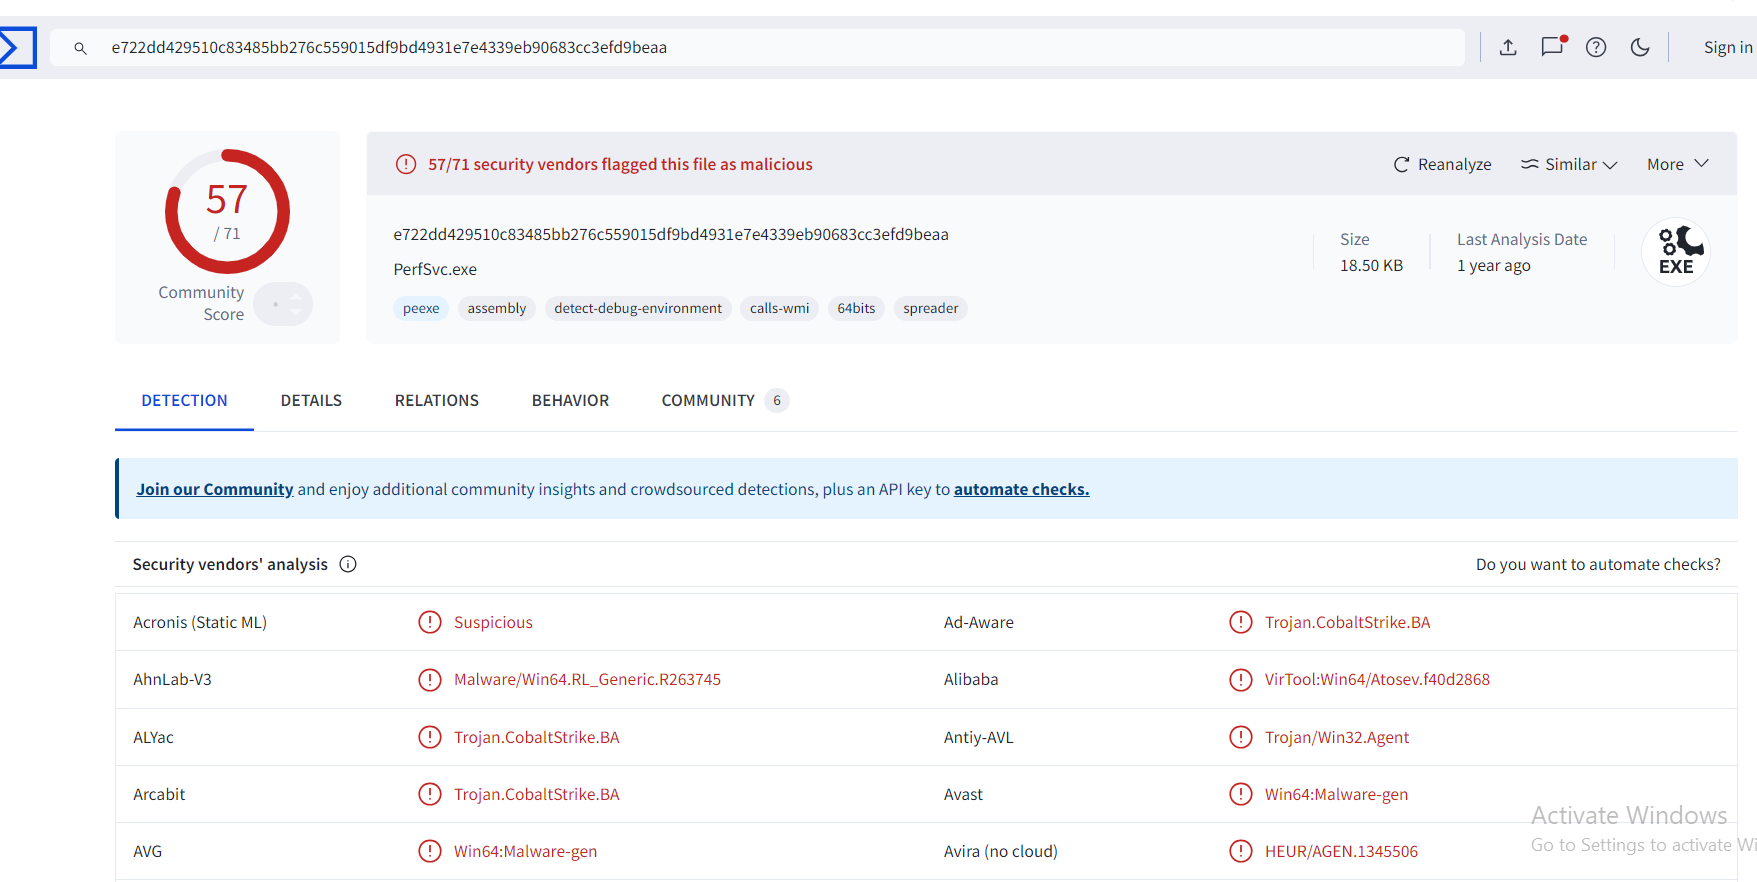 e722dd429510c83485bb276c559015df9bd4931e7e4339eb90683cc3efd9beaa
Sign in
57
/ 71
Community
Score
57/71 security vendors flagged this file as malicious
Reanalyze
Similar
More
e722dd429510c83485bb276c559015df9bd4931e7e4339eb90683cc3efd9beaa
PerfSvc.exe
peexe
assembly
detect-debug-environment
calls-wmi
64bits
spreader
Size
18.50 KB
Last Analysis Date
1 year ago
EXE
DETECTION
DETAILS
RELATIONS
BEHAVIOR
COMMUNITY 6
Join our Community and enjoy additional community insights and crowdsourced detections, plus an API key to automate checks.
Security vendors' analysis
Do you want to automate checks?
Acronis (Static ML) Suspicious Ad-Aware Trojan.CobaltStrike.BA
AhnLab-V3 Malware/Win64.RL_Generic.R263745 Alibaba VirTool:Win64/Atosev.f40d2868
ALYac Trojan.CobaltStrike.BA Antiy-AVL Trojan/Win32.Agent
Arcabit Trojan.CobaltStrike.BA Avast Win64:Malware-gen
AVG Win64:Malware-gen Avira (no cloud) HEUR/AGEN.1345506
Activate Windows
Go to Settings to activate Wi